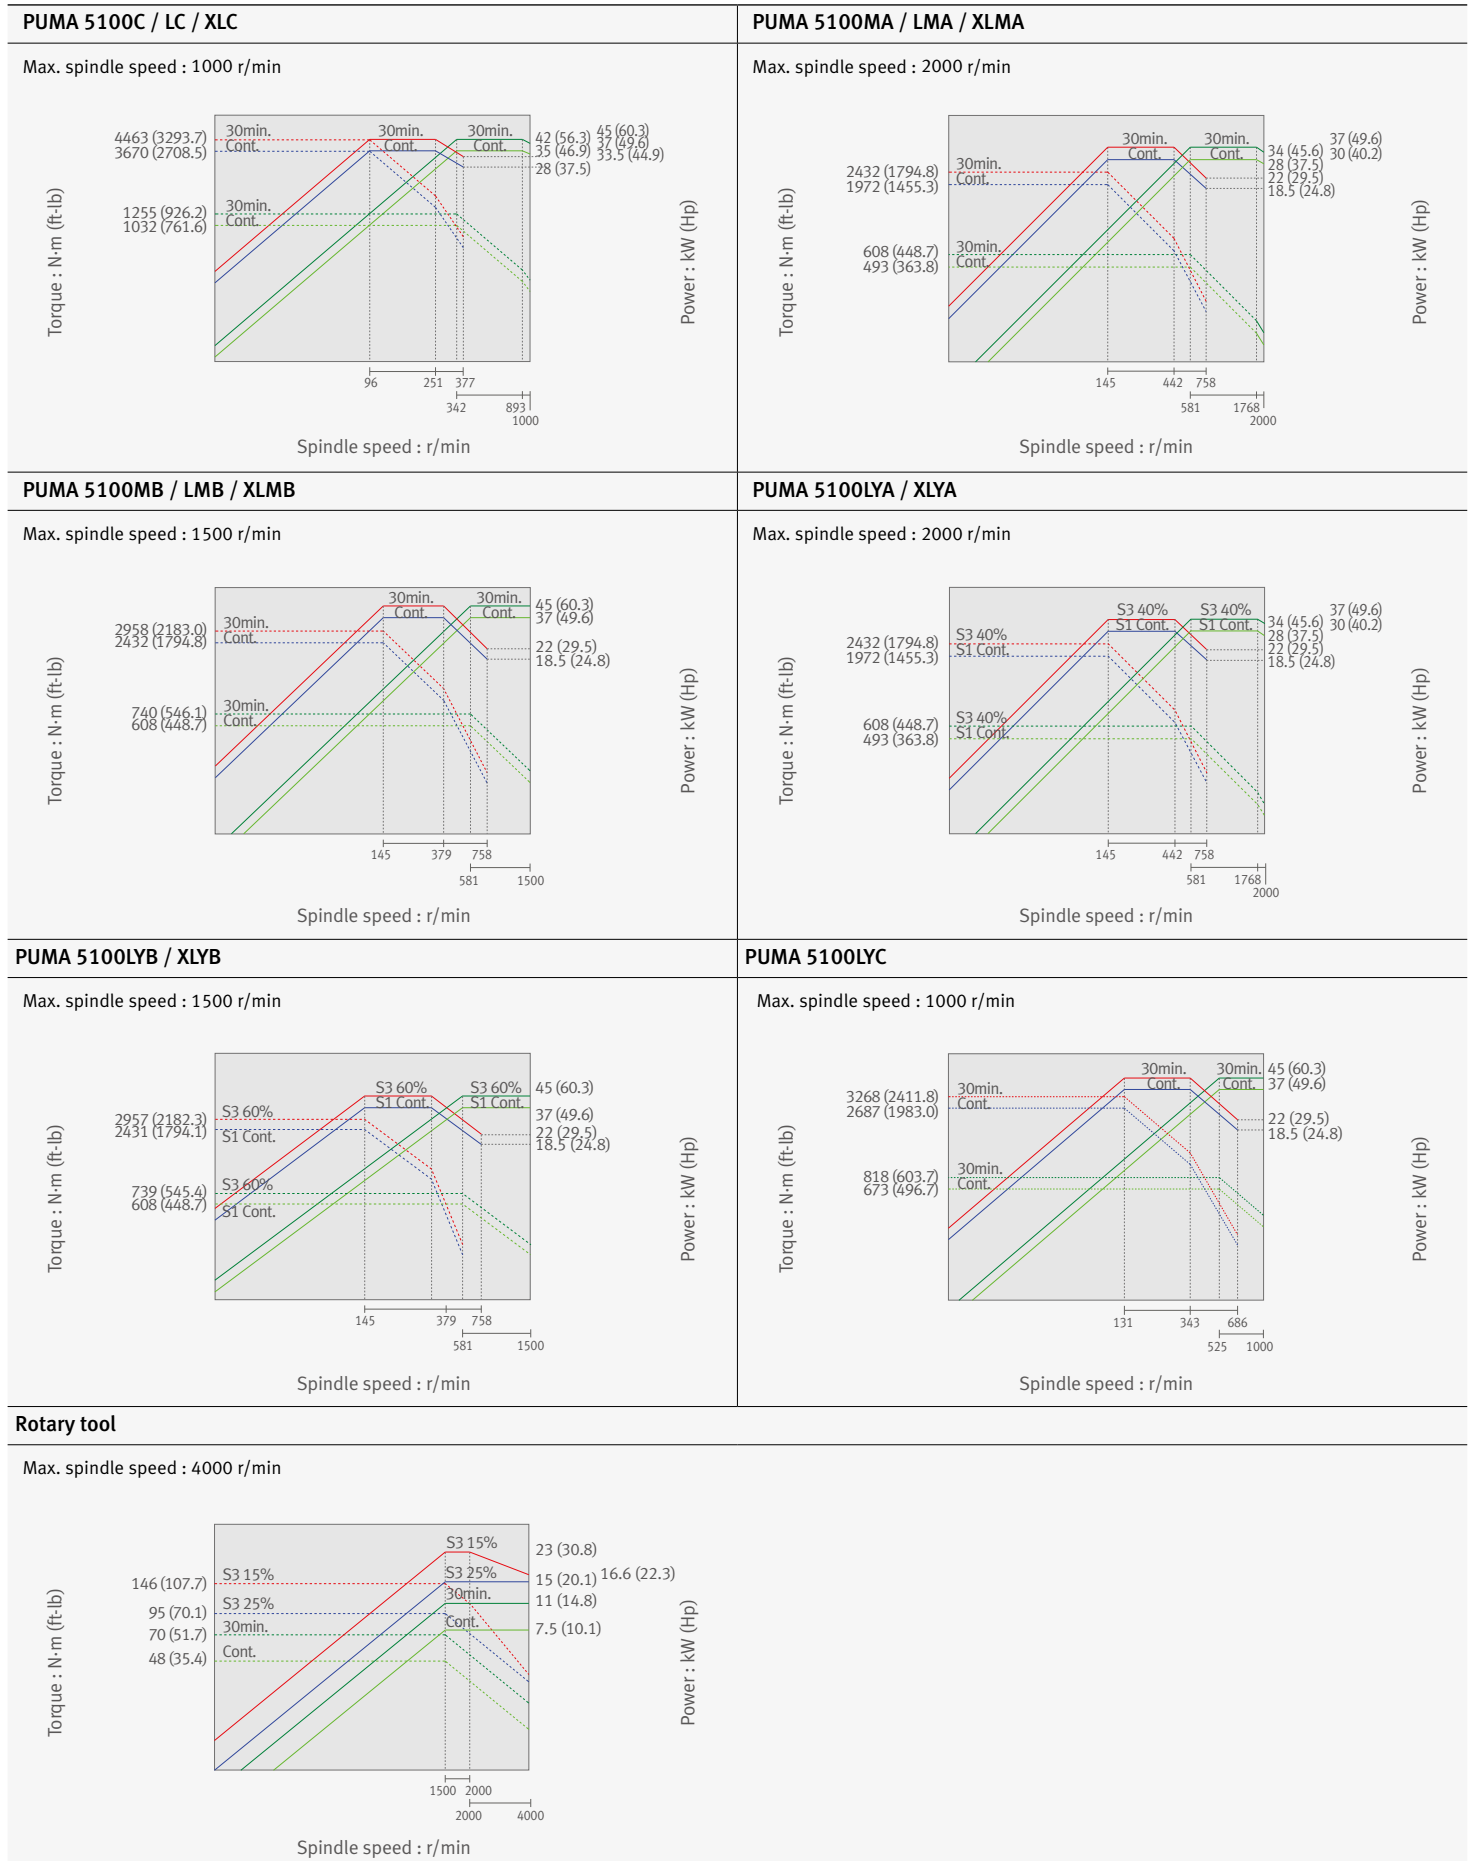 PUMA 5100C / LC / XLC
Max. spindle speed : 1000 r/min
Torque : N·m (ft-lb)
4463 (3293.7)
3670 (2708.5)
1255 (926.2)
1032 (761.6)
30min.
Cont.
30min.
Cont.
30min.
Cont.
30min.
Cont.
42 (56.3)
35 (46.9)
28 (37.5)
45 (60.3)
37 (49.6)
33.5 (44.9)
Power : kW (Hp)
96 251 377
342 893
1000
Spindle speed : r/min
PUMA 5100MA / LMA / XLMA
Max. spindle speed : 2000 r/min
Torque : N·m (ft-lb)
2432 (1794.8)
1972 (1455.3)
608 (448.7)
493 (363.8)
30min.
Cont.
30min.
Cont.
30min.
Cont.
30min.
Cont.
37 (49.6)
30 (40.2)
34 (45.6)
28 (37.5)
22 (29.5)
18.5 (24.8)
Power : kW (Hp)
145 442 758
581 1768
2000
Spindle speed : r/min
PUMA 5100MB / LMB / XLMB
Max. spindle speed : 1500 r/min
Torque : N·m (ft-lb)
2958 (2183.0)
2432 (1794.8)
740 (546.1)
608 (448.7)
30min.
Cont.
30min.
Cont.
30min.
Cont.
30min.
Cont.
45 (60.3)
37 (49.6)
22 (29.5)
18.5 (24.8)
Power : kW (Hp)
145 379 758
581 1500
Spindle speed : r/min
PUMA 5100LYA / XLYA
Max. spindle speed : 2000 r/min
Torque : N·m (ft-lb)
2432 (1794.8)
1972 (1455.3)
608 (448.7)
493 (363.8)
S3 40%
S1 Cont.
S3 40%
S1 Cont.
S3 40%
S1 Cont.
S3 40%
S1 Cont.
37 (49.6)
30 (40.2)
34 (45.6)
28 (37.5)
22 (29.5)
18.5 (24.8)
Power : kW (Hp)
145 442 758
581 1768
2000
Spindle speed : r/min
PUMA 5100LYB / XLYB
Max. spindle speed : 1500 r/min
Torque : N·m (ft-lb)
2957 (2182.3)
2431 (1794.1)
739 (545.4)
608 (448.7)
S3 60%
S1 Cont.
S3 60%
S1 Cont.
S3 60%
S1 Cont.
S3 60%
S1 Cont.
45 (60.3)
37 (49.6)
22 (29.5)
18.5 (24.8)
Power : kW (Hp)
145 379 758
581 1500
Spindle speed : r/min
PUMA 5100LYC
Max. spindle speed : 1000 r/min
Torque : N·m (ft-lb)
3268 (2411.8)
2687 (1983.0)
818 (603.7)
673 (496.7)
30min.
Cont.
30min.
Cont.
30min.
Cont.
30min.
Cont.
45 (60.3)
37 (49.6)
22 (29.5)
18.5 (24.8)
Power : kW (Hp)
131 343 686
525 1000
Spindle speed : r/min
Rotary tool
Max. spindle speed : 4000 r/min
Torque : N·m (ft-lb)
146 (107.7)
95 (70.1)
70 (51.7)
48 (35.4)
S3 15%
S3 25%
30min.
Cont.
S3 15%
S3 25%
30min.
Cont.
23 (30.8)
16.6 (22.3)
15 (20.1)
11 (14.8)
7.5 (10.1)
Power : kW (Hp)
1500 2000
2000 4000
Spindle speed : r/min